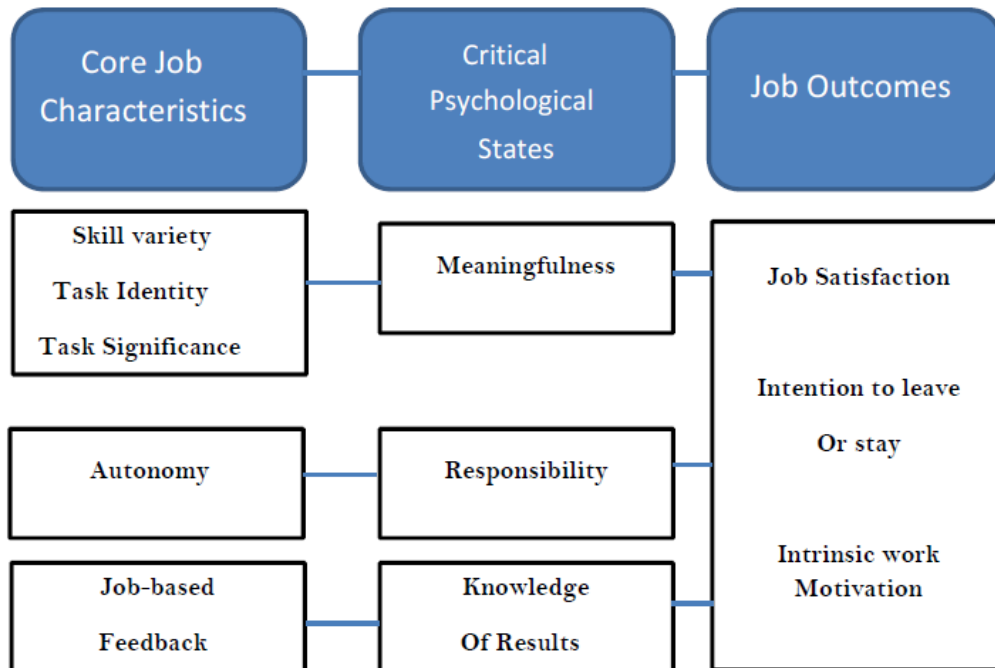 Core Job
Characteristics
Critical
Psychological
States
Job Outcomes
Skill variety
Task Identity
Task Significance
Meaningfulness
Job Satisfaction
Intention to leave
Or stay
Autonomy
Responsibility
Intrinsic work
Motivation
Job-based
Feedback
Knowledge
Of Results